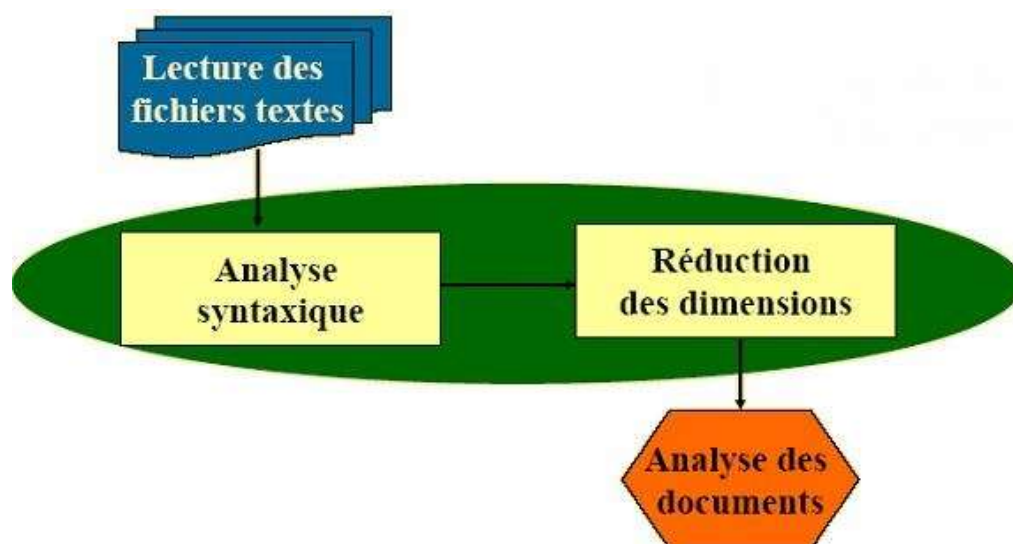 Lecture des
fichiers textes
Analyse
syntaxique
Réduction
des dimensions
Analyse des
documents